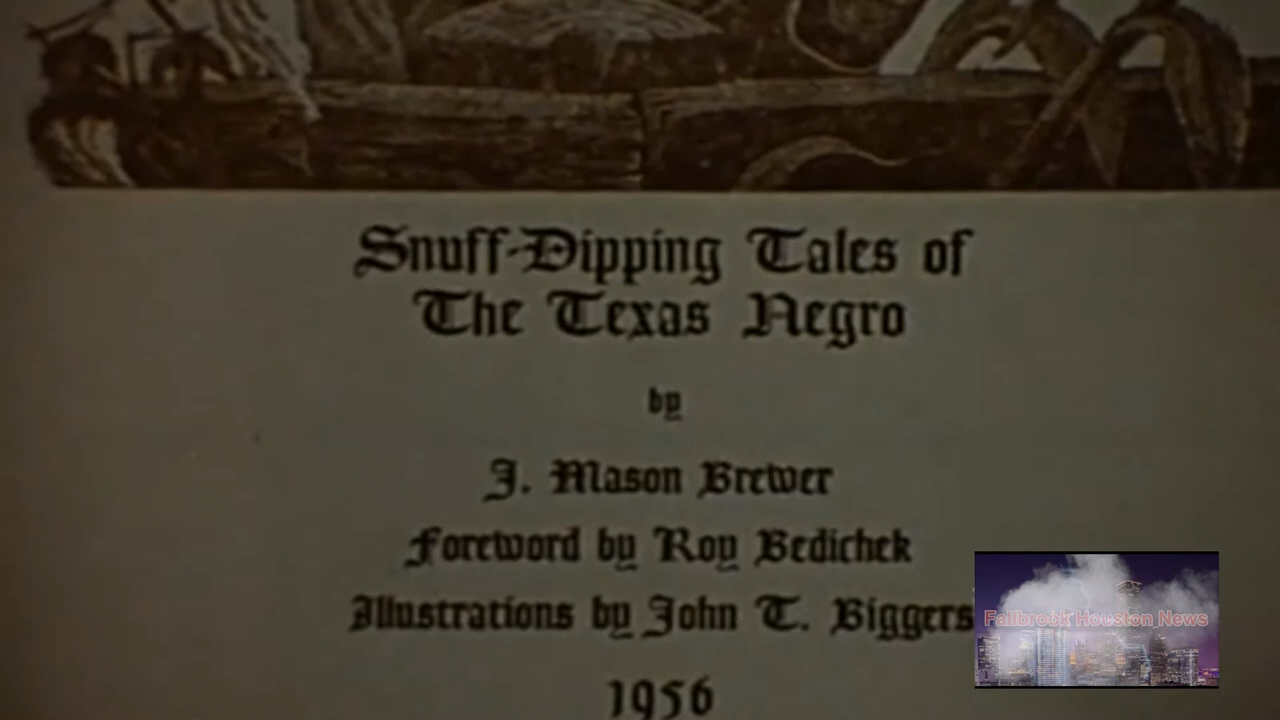 Snuff-Dipping Tales of
The Texas Negro
by
J. Mason Brewer
Foreword by Roy Bedichek
Illustrations by John T. Biggers
1956
Fallbrook Houston News